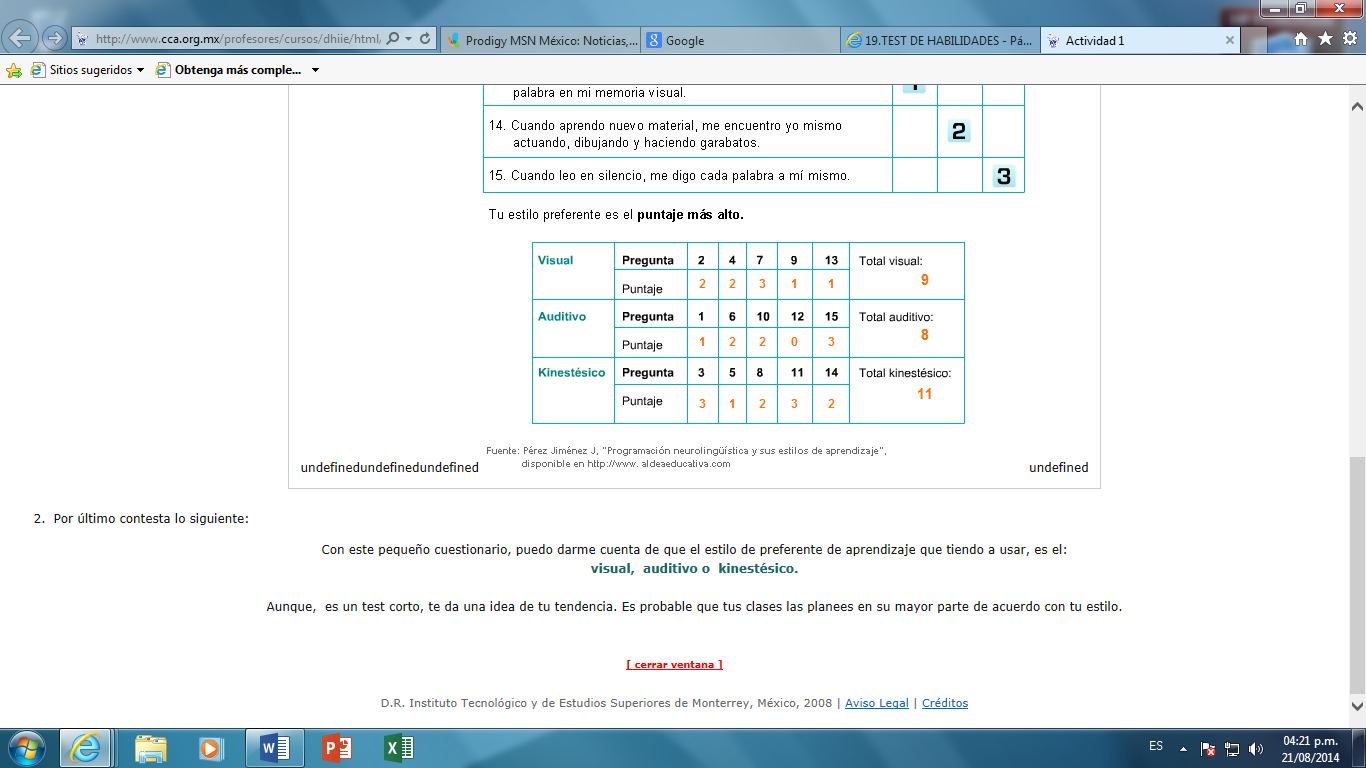 http://www.cca.org.mx/profesores/cursos/dhiie/html,
Prodigy MSN México: Noticias,...
Google
19.TEST DE HABILIDADES - Pá...
Actividad 1
Sitios sugeridos
Obtenga más comple...
palabra en mi memoria visual.
14. Cuando aprendo nuevo material, me encuentro yo mismo
actuando, dibujando y haciendo garabatos.
2
15. Cuando leo en silencio, me digo cada palabra a mí mismo.
3
Tu estilo preferente es el puntaje más alto.
Visual Pregunta 2 4 7 9 13 Total visual:
Puntaje 2 2 3 1 1 9
Auditivo Pregunta 1 6 10 12 15 Total auditivo:
Puntaje 1 2 2 0 3 8
Kinestésico Pregunta 3 5 8 11 14 Total kinestésico:
Puntaje 3 1 2 3 2 11
Fuente: Pérez Jiménez J, "Programación neurolingüística y sus estilos de aprendizaje",
disponible en http://www. aldeaeducativa.com
undefinedundefinedundefined
undefined
2. Por último contesta lo siguiente:
Con este pequeño cuestionario, puedo darme cuenta de que el estilo de preferente de aprendizaje que tiendo a usar, es el:
visual, auditivo o kinestésico.
Aunque, es un test corto, te da una idea de tu tendencia. Es probable que tus clases las planees en su mayor parte de acuerdo con tu estilo.
[ cerrar ventana ]
D.R. Instituto Tecnológico y de Estudios Superiores de Monterrey, México, 2008 | Aviso Legal | Créditos
ES
04:21 p.m.
21/08/2014